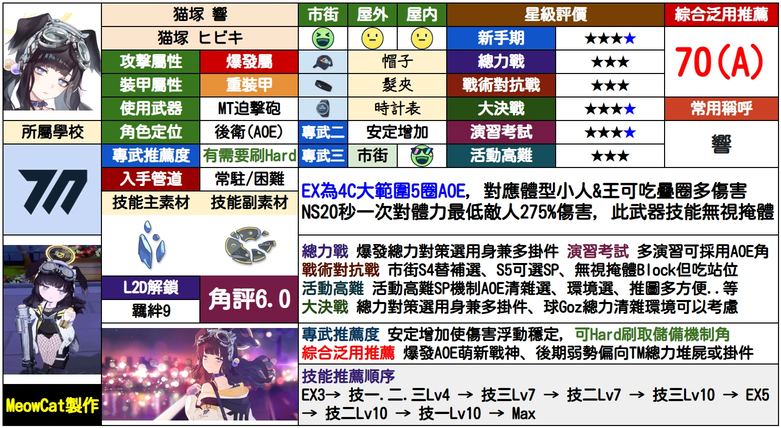 猫塚 響
市街
屋外
屋内
星級評價
綜合泛用推薦
猫塚 ヒビキ
新手期
★★★★
70(A)
攻擊屬性
爆發屬
帽子
總力戰
★★★
裝甲屬性
重裝甲
髮夾
戰術對抗戰
★★★
使用武器
MT迫擊砲
時計表
大決戰
★★★★
常用稱呼
所屬學校
角色定位
後衛(AOE)
專武二
安定增加
演習考試
★★★★
響
專武推薦度
有需要刷Hard
專武三
市街
活動高難
★★★
入手管道
常駐/困難
EX為4C大範圍5圈AOE, 對應體型小人&王可吃疊圈多傷害
NS20秒一次對體力最低敵人275%傷害, 此武器技能無視掩體
技能主素材
技能副素材
總力戰 爆發總力對策選用身兼多掛件 演習考試 多演習可採用AOE角
戰術對抗戰 市街S4替補選、S5可選SP、無視掩體Block但吃站位
活動高難 活動高難SP機制AOE清雜選、環境選、推圖多方便..等
大決戰 總力對策選用身兼多掛件、球Goz總力清雜環境可以考慮
L2D解鎖
羈絆9
角評6.0
專武推薦度 安定增加使傷害浮動穩定, 可Hard刷取儲備機制角
綜合泛用推薦 爆發AOE萌新戰神、後期弱勢偏向TM總力堆屍或掛件
技能推薦順序
EX3→ 技一.二.三Lv4 → 技三Lv7 → 技二Lv7 → 技三Lv10 → EX5
→ 技二Lv10 → 技一Lv10 → Max
MeowCat製作